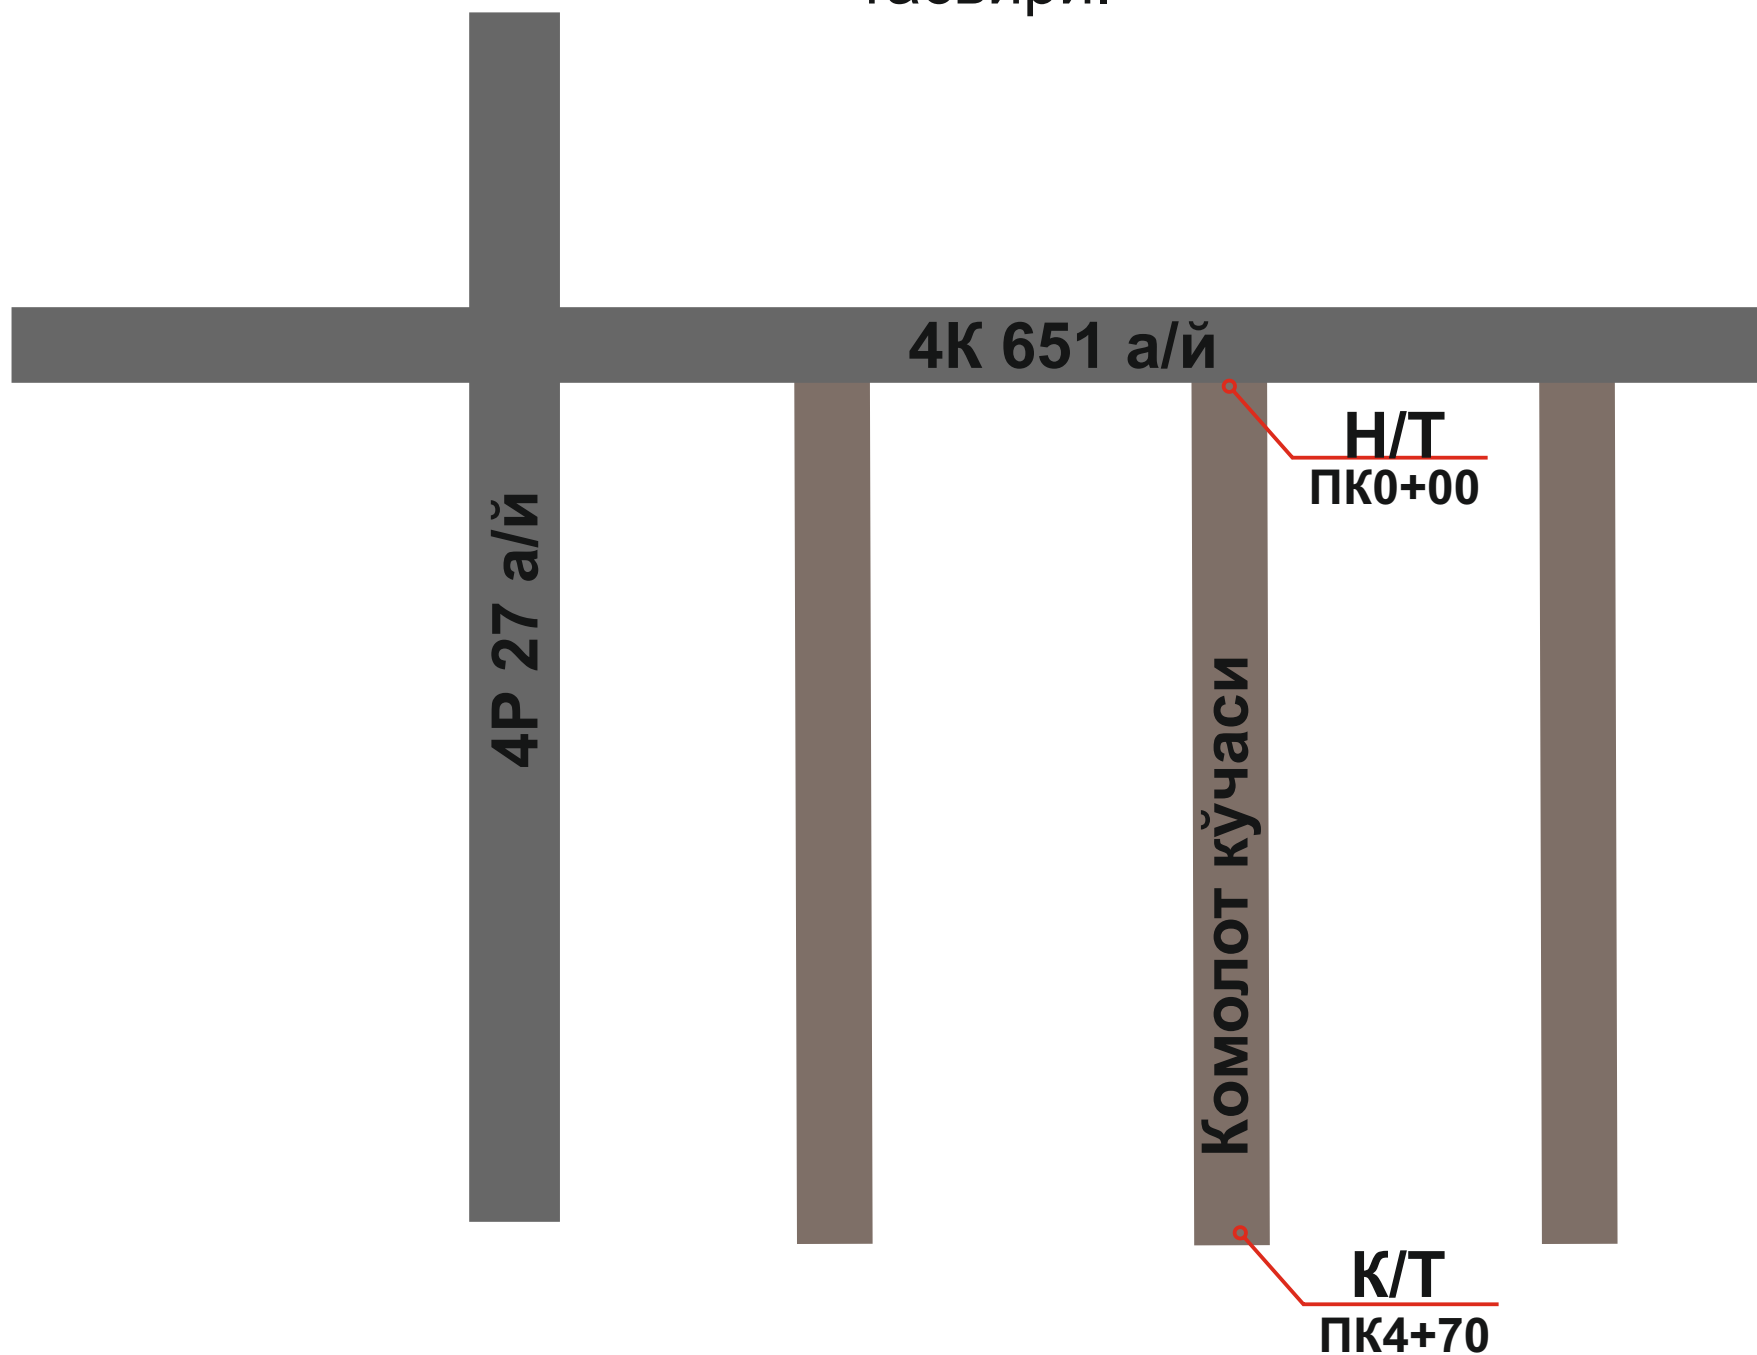 4К 651 а/й
Н/Т
ПК0+00
4Р 27 а/й
Комолот кўчаси
К/Т
ПК4+70